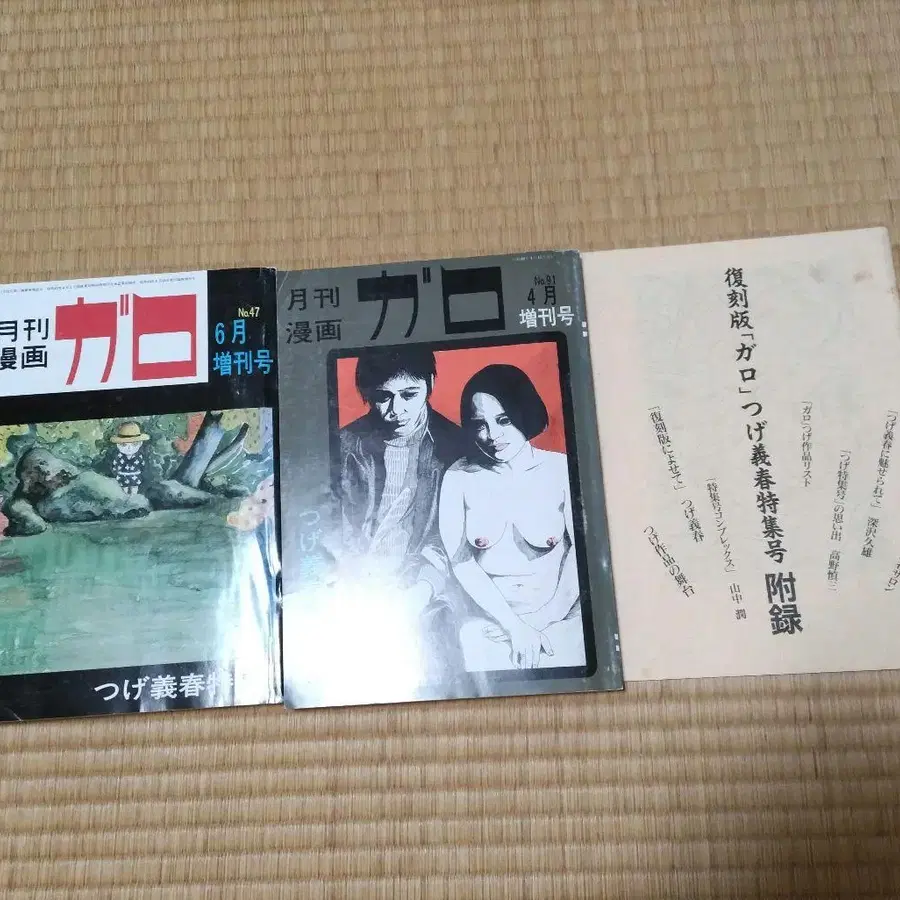 月刊
漫画
ガロ
No.47
6月
増刊号
つげ義春特
月刊
漫画
ガロ
No.91
4月
増刊号
つげ
復刻版「ガロ」つげ義春特集号 附録
「つげ義春に魅せられて」 深沢久雄
「つげ特集号」の思い出 高野慎三
「ガロ」つげ作品リスト
「特集号コンプレックス」 山中潤
「復刻版によせて」 つげ義春
つげ作品の舞台